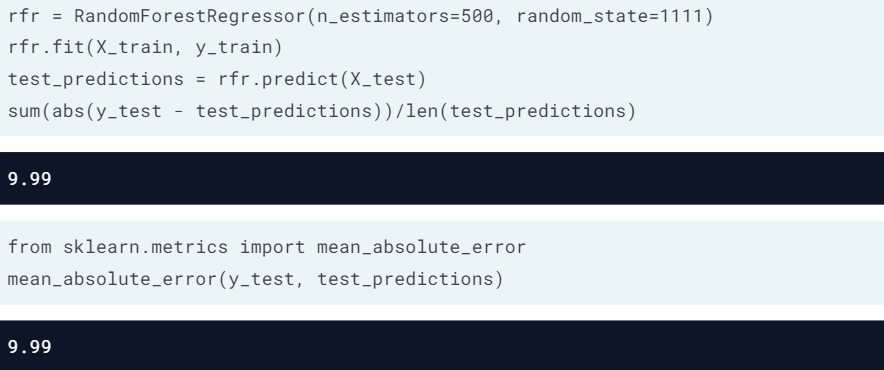 rfr = RandomForestRegressor(n_estimators=500, random_state=1111)
rfr.fit(X_train, y_train)
test_predictions = rfr.predict(X_test)
sum(abs(y_test - test_predictions))/len(test_predictions)
9.99
from sklearn.metrics import mean_absolute_error
mean_absolute_error(y_test, test_predictions)
9.99